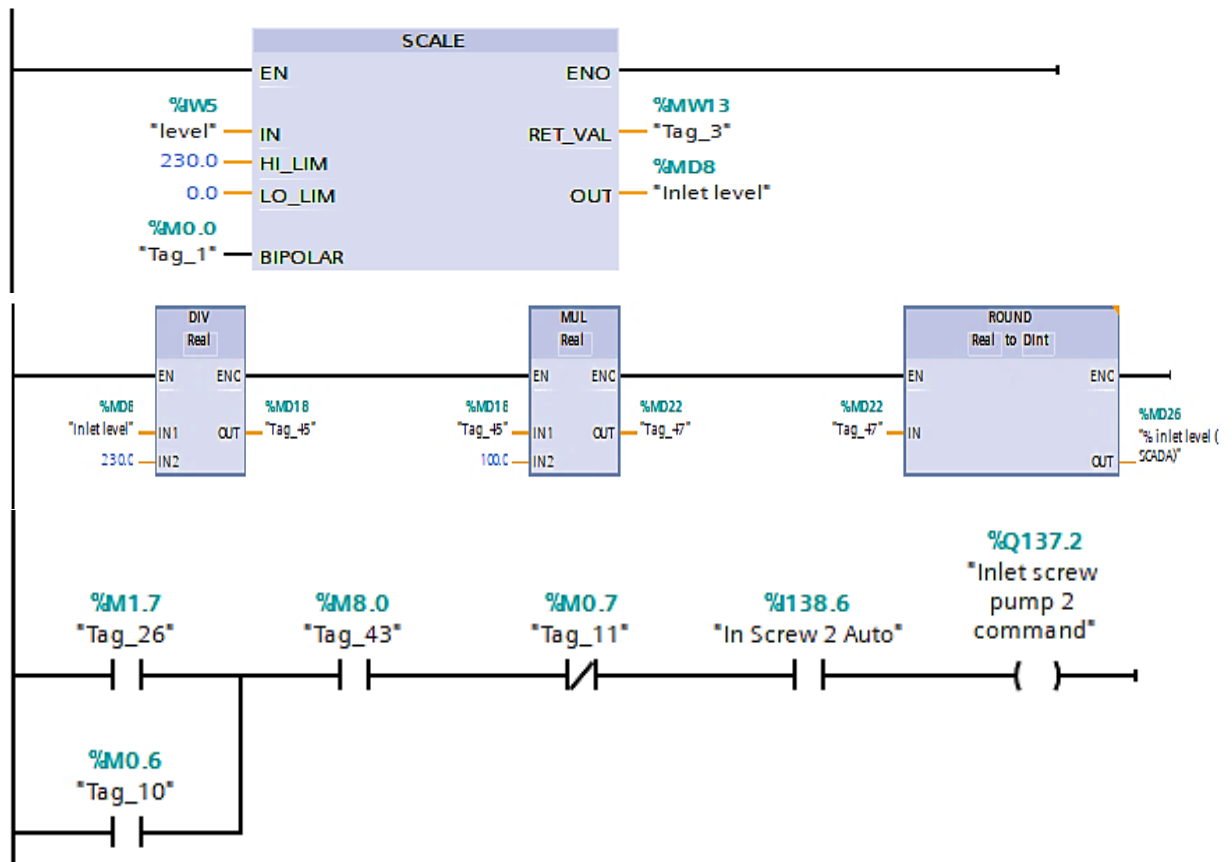 SCALE
EN ENO
%IW5
"level" IN
230.0 HI_LIM
0.0 LO_LIM
%M0.0
"Tag_1" BIPOLAR
%MW13
RET_VAL "Tag_3"
%MD8
OUT "Inlet level"
DIV
Real
EN ENO
%MD8
"Inlet level" IN1
230.0 IN2
%MD18
OUT "Tag_45"
MUL
Real
EN ENO
%MD18
"Tag_45" IN1
100.0 IN2
%MD22
OUT "Tag_47"
ROUND
Real to DInt
EN ENO
%MD22
"Tag_47" IN
%MD26
"% inlet level (
SCADA)"
OUT
%Q137.2
"Inlet screw
pump 2
command"
%M1.7
"Tag_26"
%M8.0
"Tag_43"
%M0.7
"Tag_11"
%I138.6
"In Screw 2 Auto"
%M0.6
"Tag_10"